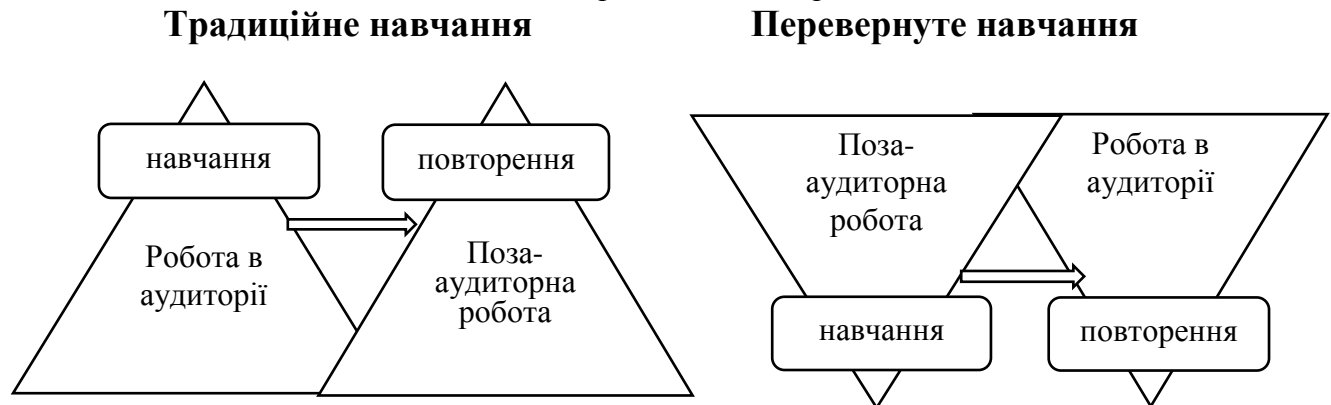 Традиційне навчання
Перевернуте навчання
навчання
повторення
Робота в
аудиторії
Поза-
аудиторна
робота
Поза-
аудиторна
робота
Робота в
аудиторії
навчання
повторення